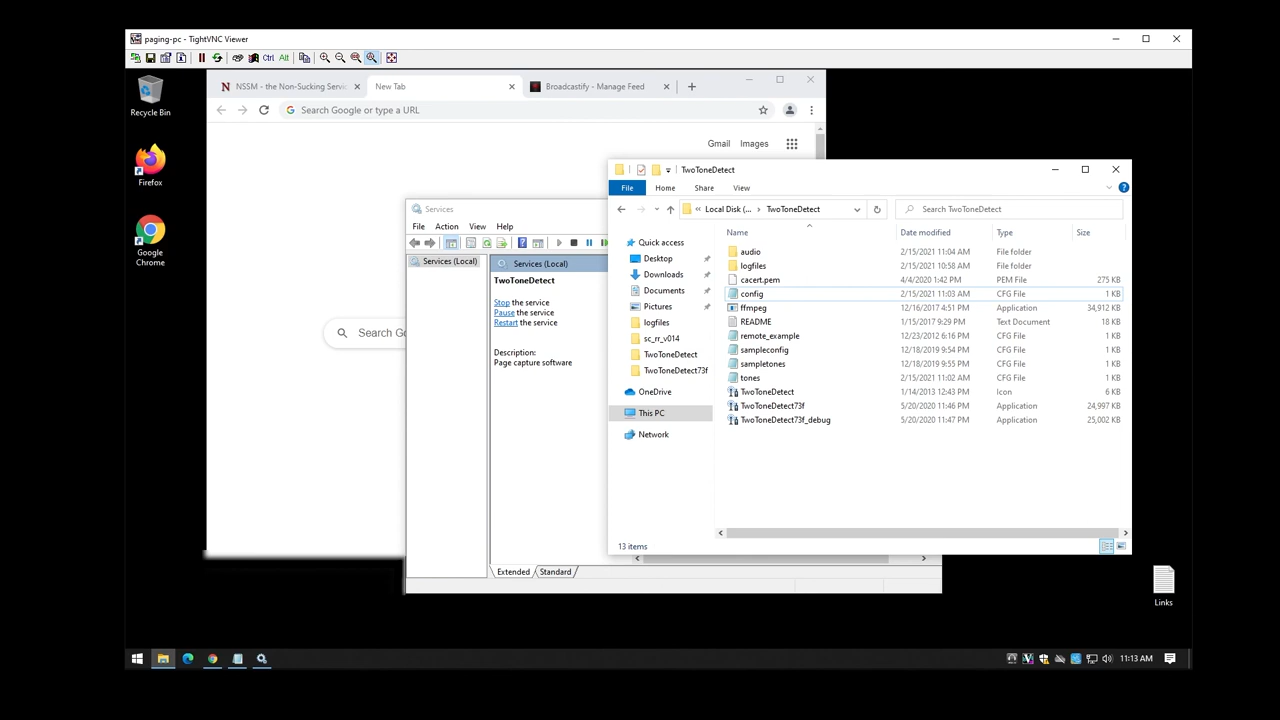 paging-pc - TightVNC Viewer
Ctrl Alt
Recycle Bin
Firefox
Google
Chrome
NSSM - the Non-Sucking Servic
New Tab
Broadcastify - Manage Feed
Search Google or type a URL
Gmail Images
Search Go
Services
File Action View Help
Services (Local)
Services (Local)
TwoToneDetect
Stop the service
Pause the service
Restart the service
Description:
Page capture software
Extended Standard
TwoToneDetect
File Home Share View
Local Disk (... TwoToneDetect
Search TwoToneDetect
Quick access
Desktop
Downloads
Documents
Pictures
logfiles
sc_rr_v014
TwoToneDetect
TwoToneDetect73f
OneDrive
This PC
Network
Name Date modified Type Size
audio 2/15/2021 11:04 AM File folder
logfiles 2/15/2021 10:58 AM File folder
cacert.pem 4/4/2020 1:42 PM PEM File 275 KB
config 2/15/2021 11:03 AM CFG File 1 KB
ffmpeg 12/16/2017 4:51 PM Application 34,912 KB
README 1/15/2017 9:29 PM Text Document 18 KB
remote_example 12/23/2012 6:16 PM CFG File 1 KB
sampleconfig 12/18/2019 9:54 PM CFG File 1 KB
sampletones 12/18/2019 9:55 PM CFG File 1 KB
tones 2/15/2021 11:02 AM CFG File 1 KB
TwoToneDetect 1/14/2013 12:43 PM Icon 6 KB
TwoToneDetect73f 5/20/2020 11:46 PM Application 24,997 KB
TwoToneDetect73f_debug 5/20/2020 11:47 PM Application 25,002 KB
13 items
Links
11:13 AM